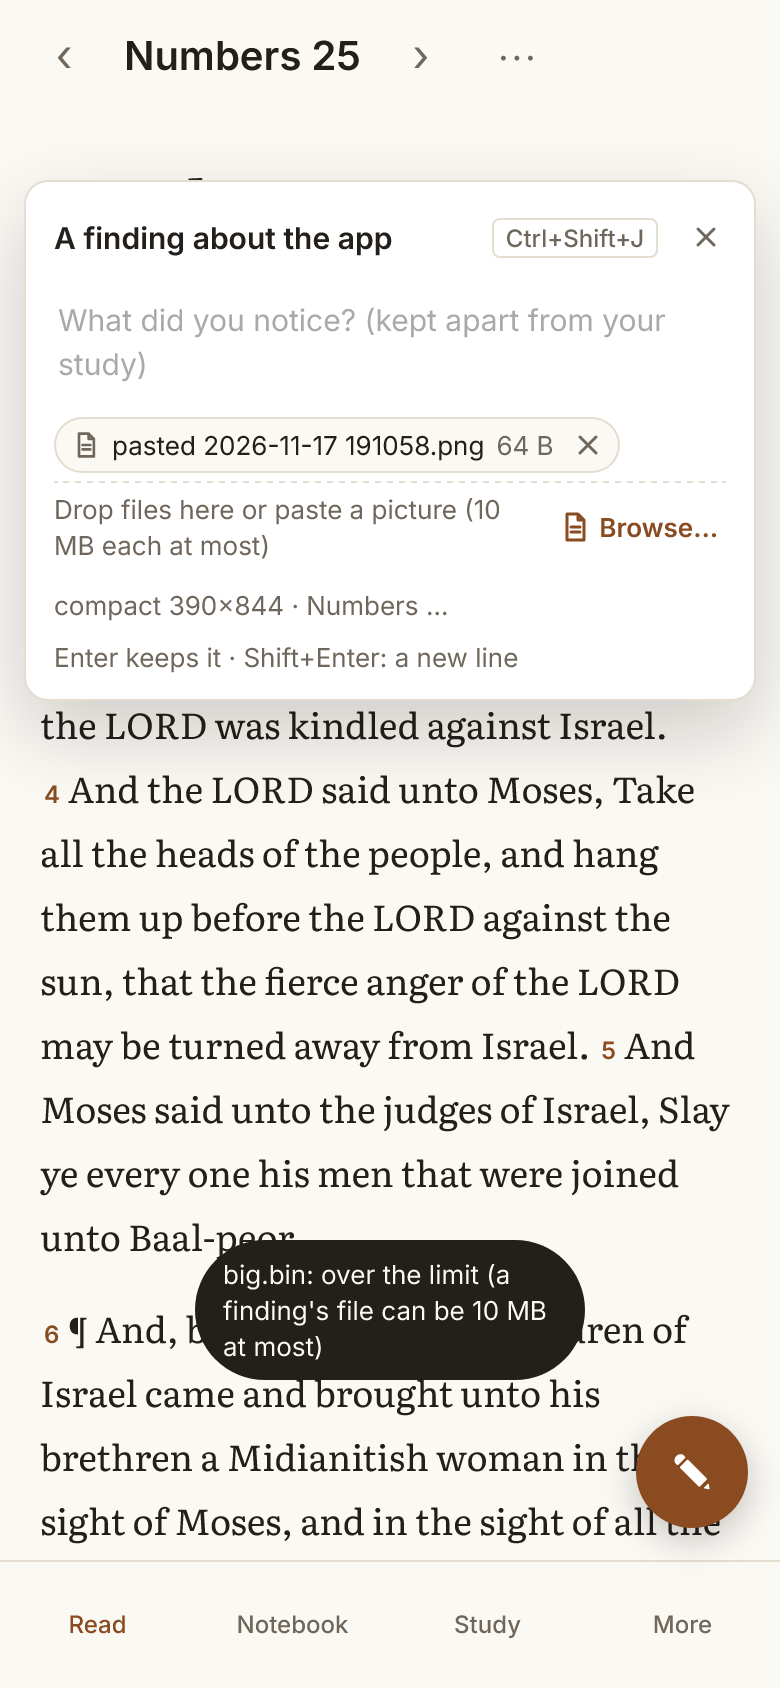 Numbers 25
A finding about the app
Ctrl+Shift+J
What did you notice? (kept apart from your
study)
pasted 2026-11-17 191058.png 64 B
Drop files here or paste a picture (10
MB each at most)
Browse...
compact 390×844 · Numbers ...
Enter keeps it · Shift+Enter: a new line
the LORD was kindled against Israel.
4 And the LORD said unto Moses, Take
all the heads of the people, and hang
them up before the LORD against the
sun, that the fierce anger of the LORD
may be turned away from Israel. 5 And
Moses said unto the judges of Israel, Slay
ye every one his men that were joined
unto Baal-peor
big.bin: over the limit (a
finding's file can be 10 MB
at most)
6 ¶ And, of
Israel came and brought unto his
brethren a Midianitish woman in
sight of Moses, and in the sight of all the
Read
Notebook
Study
More